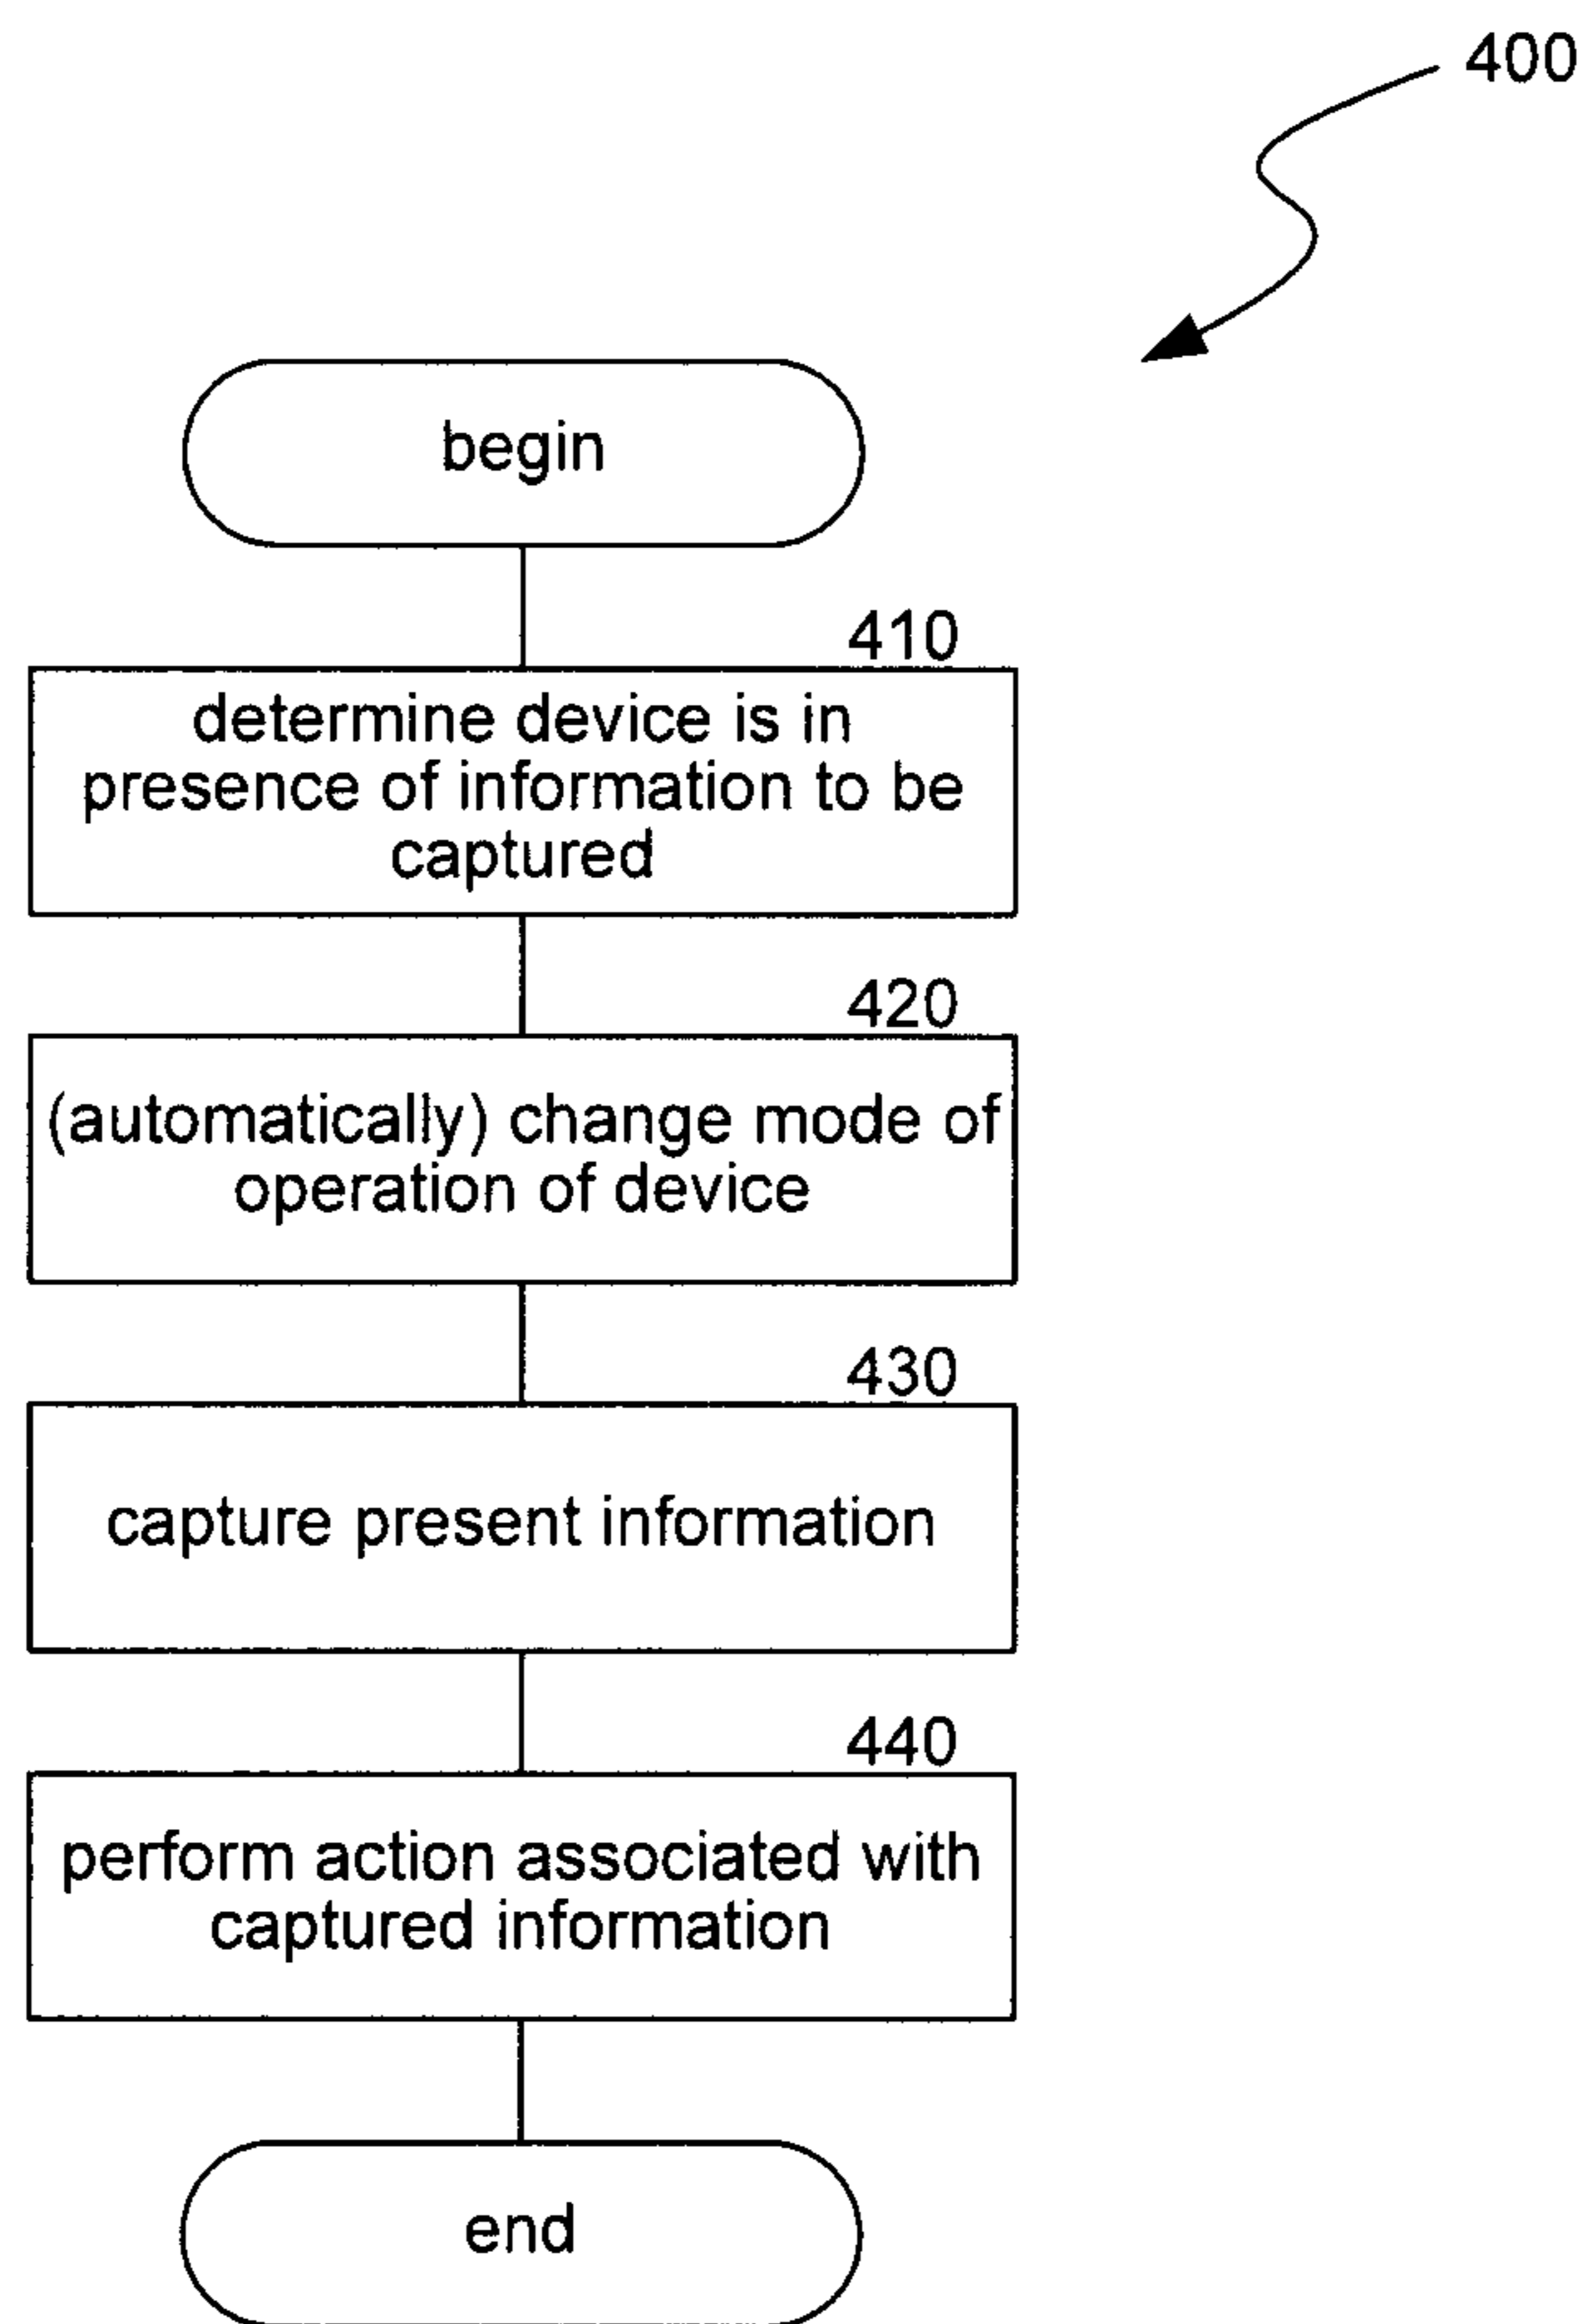 400
begin
410
determine device is in
presence of information to be
captured
420
(automatically) change mode of
operation of device
430
capture present information
440
perform action associated with
captured information
end